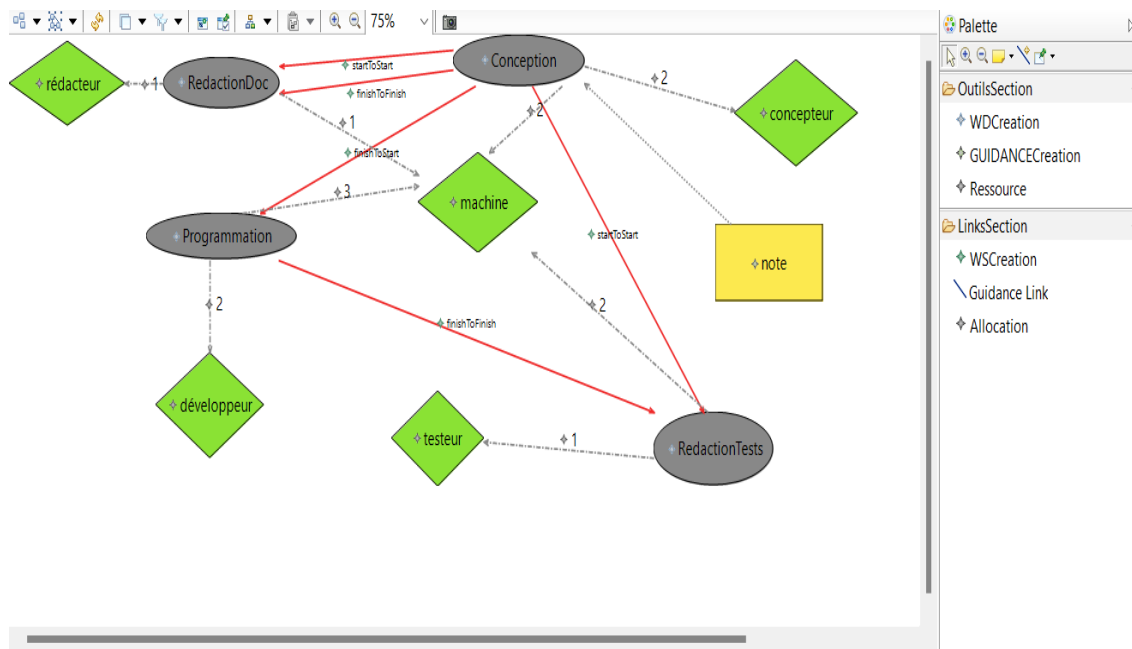 75%
Conception
startToStart
rédacteur
1
RedactionDoc
finishToFinish
2
concepteur
1
2
finishToStart
3
machine
Programmation
startToStart
note
2
2
finishToFinish
développeur
testeur
1
RedactionTests
Palette
OutilsSection
WDCreation
GUIDANCECreation
Ressource
LinksSection
WSCreation
Guidance Link
Allocation